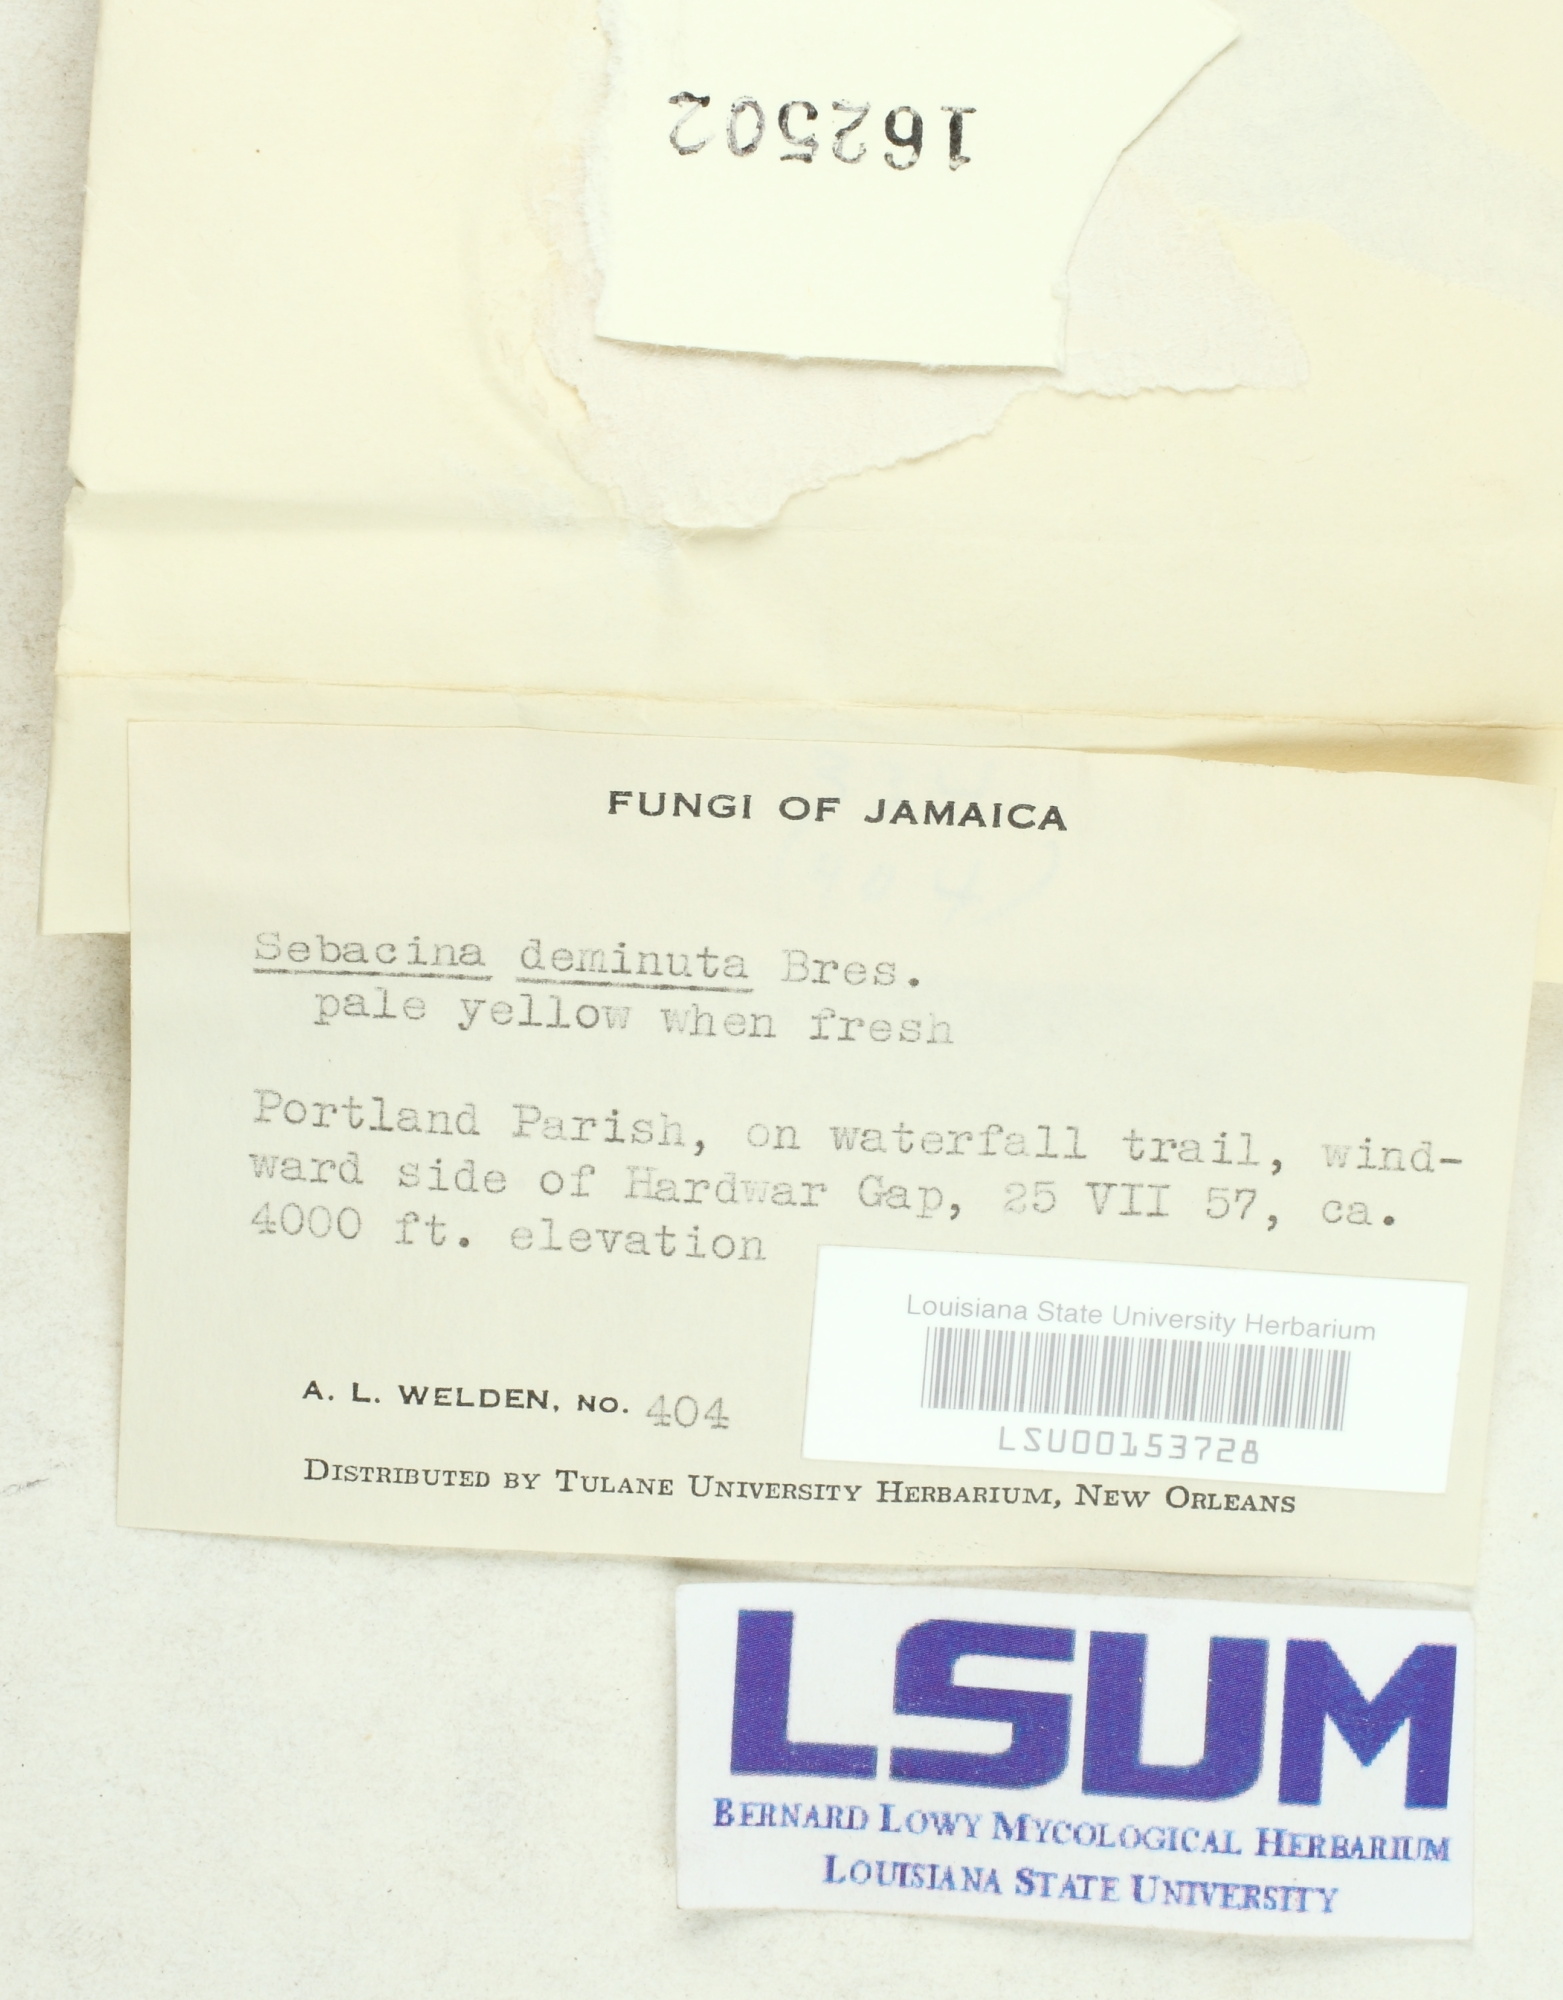 162502
FUNGI OF JAMAICA
Sebacina deminuta Bres.
pale yellow when fresh
Portland Parish, on waterfall trail, wind-
ward side of Hardwar Gap, 25 VII 57, ca.
4000 ft. elevation
Louisiana State University Herbarium
LSU00153728
A. L. WELDEN, NO. 404
DISTRIBUTED BY TULANE UNIVERSITY HERBARIUM, NEW ORLEANS
LSUM
BERNARD LOWY MYCOLOGICAL HERBARIUM
LOUISIANA STATE UNIVERSITY